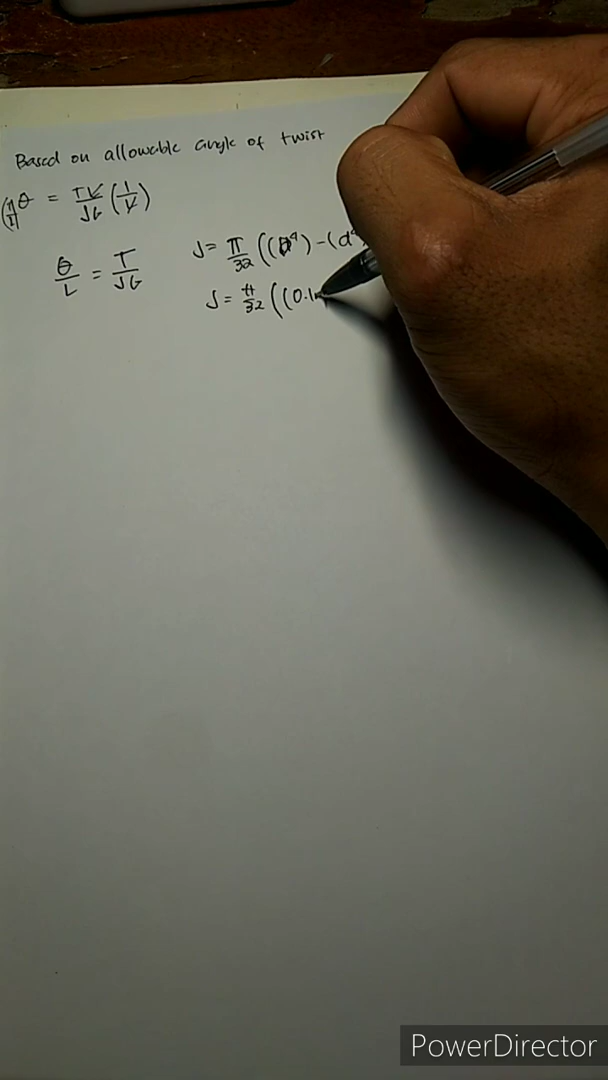 Based on allowable angle of twist
θ = TL/JG (1/L)
θ/L = T/JG
J = π/32 ((D⁴) - (d⁴
J = π/32 ((0.1
PowerDirector